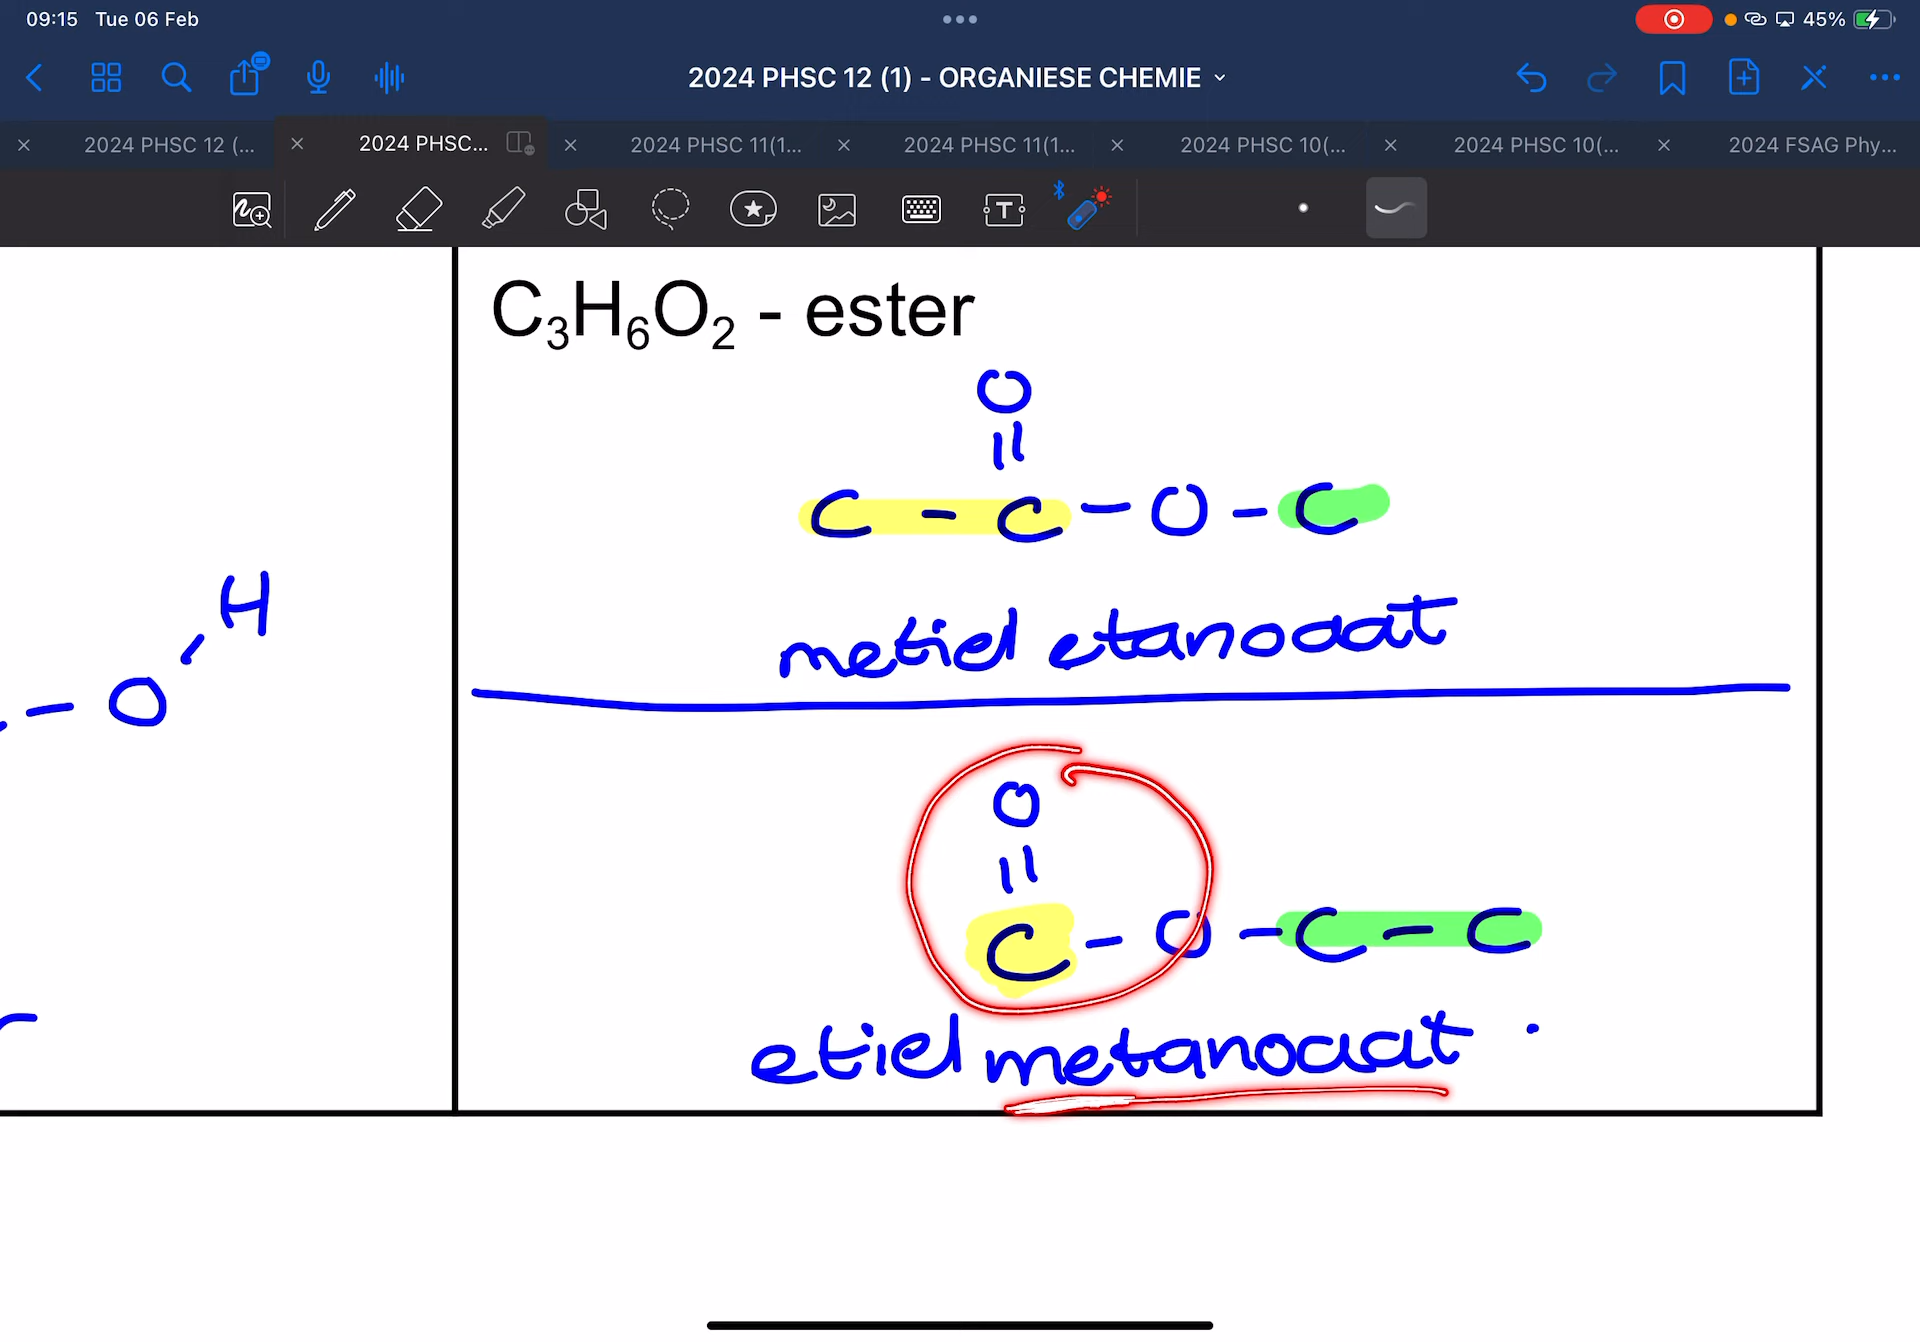 09:15 Tue 06 Feb
45%
2024 PHSC 12 (1) - ORGANIESE CHEMIE
2024 PHSC 12 (...
2024 PHSC...
2024 PHSC 11(1...
2024 PHSC 11(1...
2024 PHSC 10(...
2024 PHSC 10(...
2024 FSAG Phy...
T
C₃H₆O₂ - ester
O
||
C - C - O - C
metiel etanoaat
H
- O
O
||
C - O - C - C
etiel metanoaat .